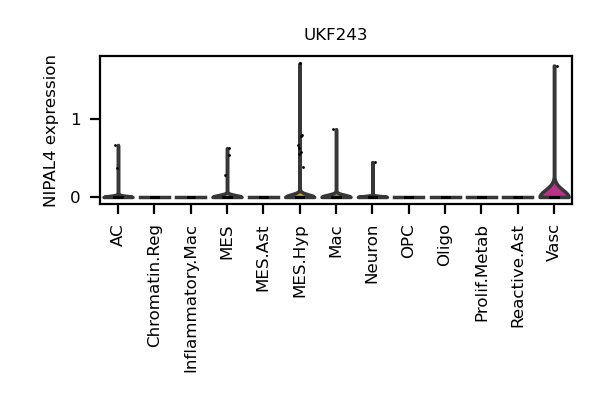 UKF243
NIPAL4 expression
1
0
AC
Chromatin.Reg
Inflammatory.Mac
MES
MES.Ast
MES.Hyp
Mac
Neuron
OPC
Oligo
Prolif.Metab
Reactive.Ast
Vasc